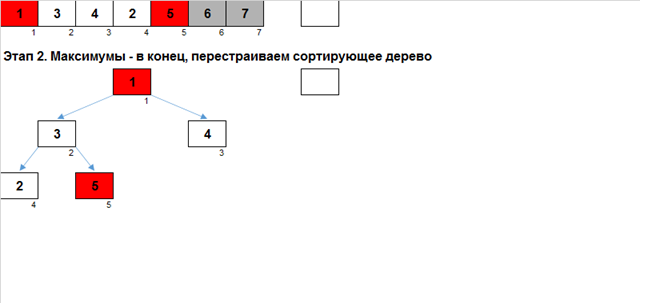 1 3 4 2 5 6 7
1 2 3 4 5 6 7
Этап 2. Максимумы - в конец, перестраиваем сортирующее дерево
1
1
3 4
2 3
2 5
4 5